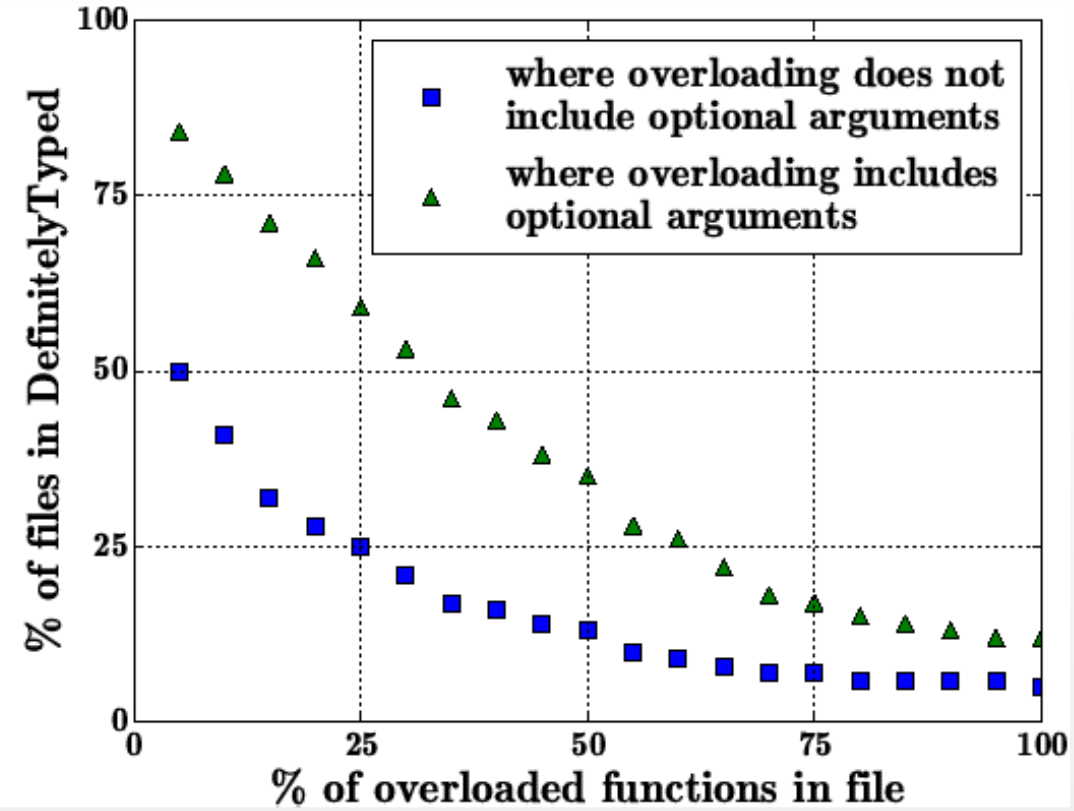 100
where overloading does not
include optional arguments
where overloading includes
optional arguments
75
50
25
0
0 25 50 75 100
% of overloaded functions in file
% of files in DefinitelyTyped